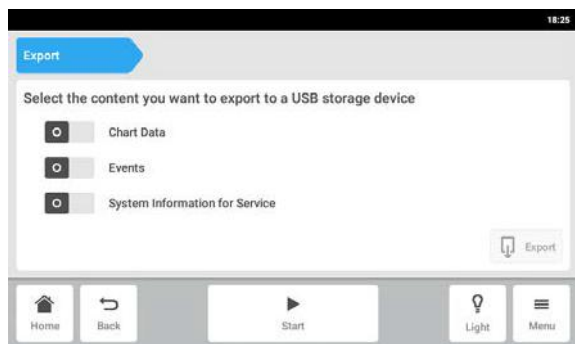 18:25
Export
Select the content you want to export to a USB storage device
Chart Data
Events
System Information for Service
Export
Home Back Start Light Menu